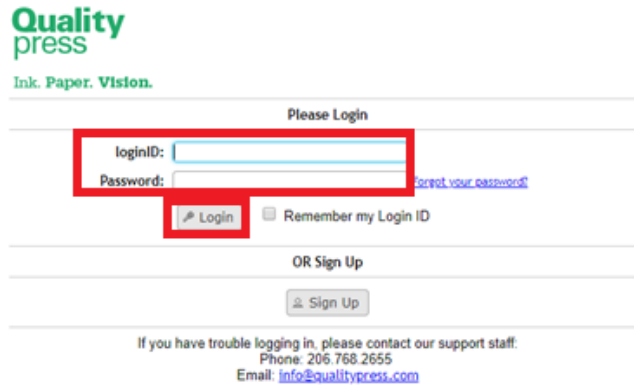 Quality
press
Ink. Paper. Vision.
Please Login
loginID:
Password:
Forgot your password?
Login
Remember my Login ID
OR Sign Up
Sign Up
If you have trouble logging in, please contact our support staff:
Phone: 206.768.2655
Email: info@qualitypress.com